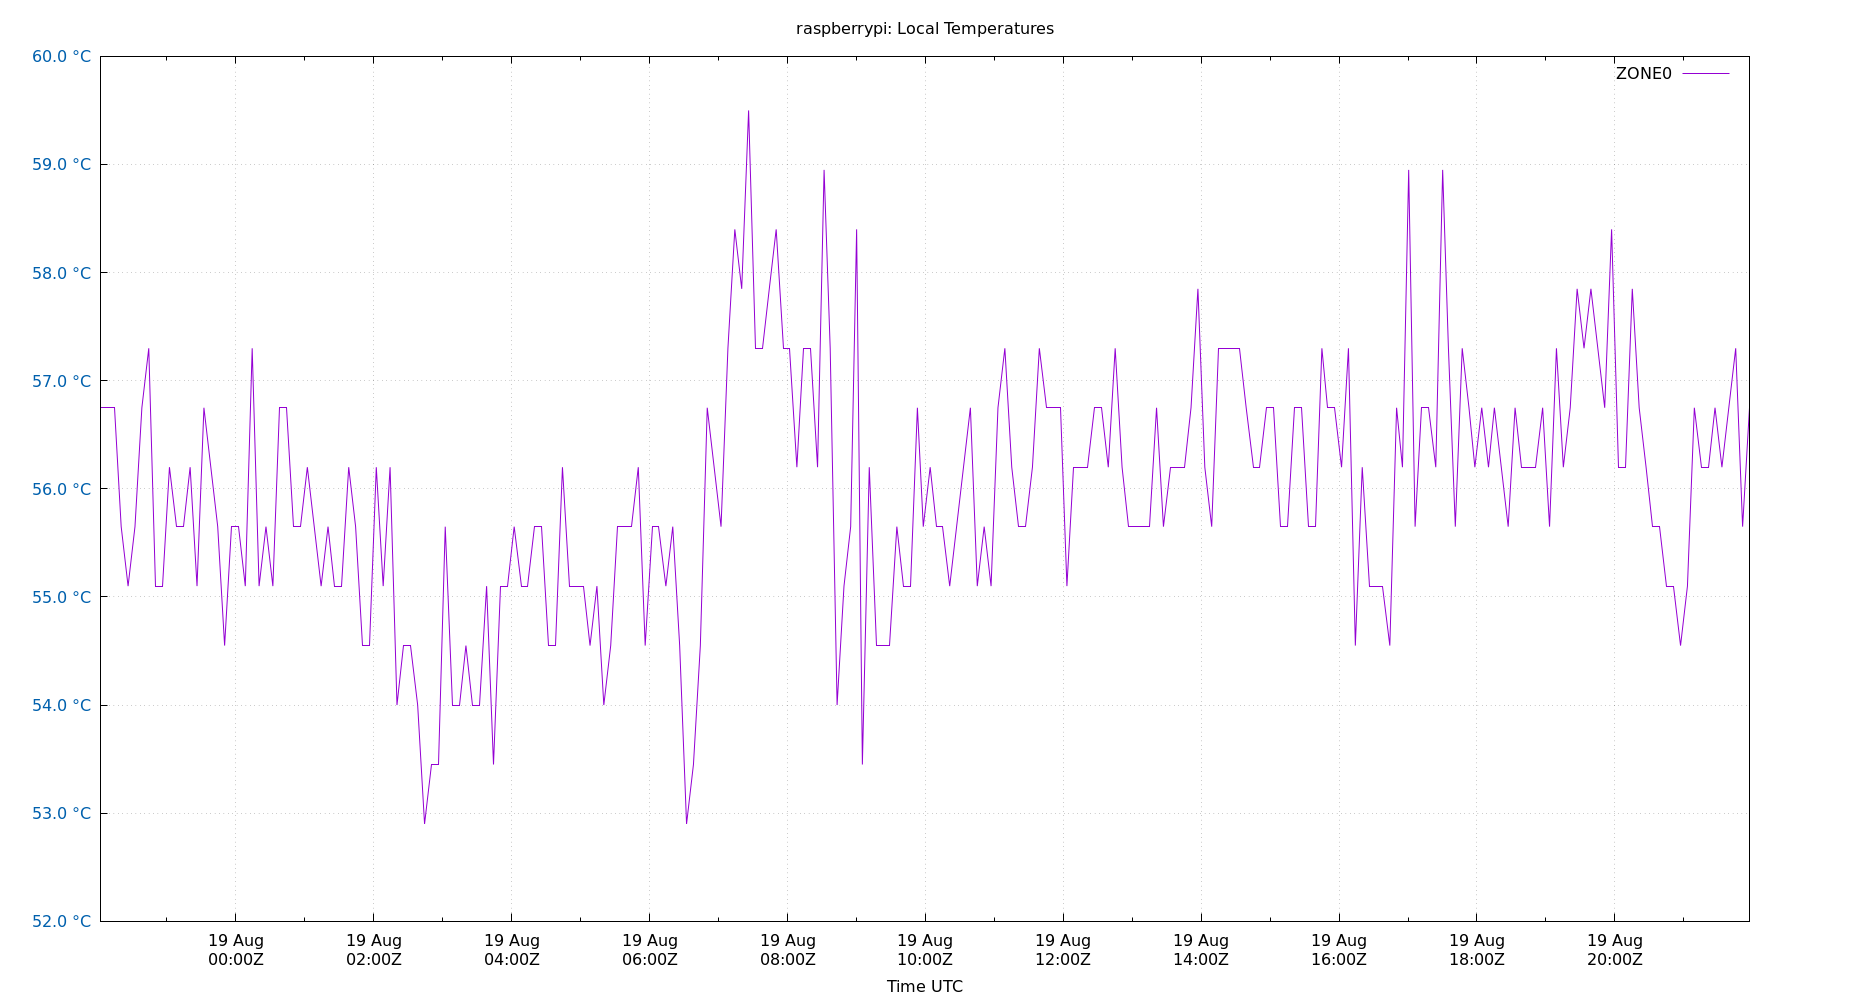 raspberrypi: Local Temperatures
60.0 °C
ZONE0
59.0 °C
58.0 °C
57.0 °C
56.0 °C
55.0 °C
54.0 °C
53.0 °C
52.0 °C
19 Aug 19 Aug 19 Aug 19 Aug 19 Aug 19 Aug 19 Aug 19 Aug 19 Aug 19 Aug 19 Aug
00:00Z 02:00Z 04:00Z 06:00Z 08:00Z 10:00Z 12:00Z 14:00Z 16:00Z 18:00Z 20:00Z
Time UTC